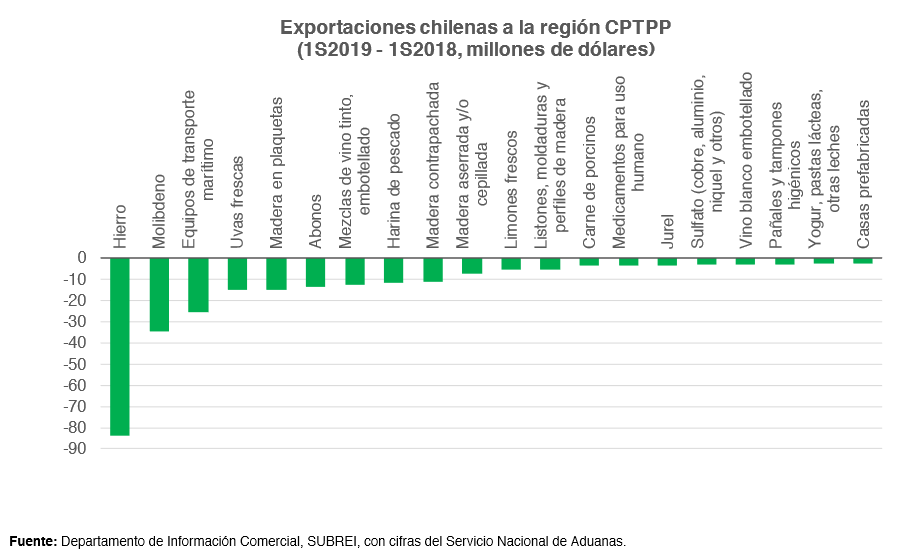 Exportaciones chilenas a la región CPTPP
(1S2019 - 1S2018, millones de dólares)
Hierro
Molibdeno
Equipos de transporte
marítimo
Uvas frescas
Madera en plaquetas
Abonos
Mezclas de vino tinto,
embotellado
Harina de pescado
Madera contrapachada
Madera aserrada y/o
cepillada
Limones frescos
Listones, moldaduras y
perfiles de madera
Carne de porcinos
Medicamentos para uso
humano
Jurel
Sulfato (cobre, aluminio,
niquel y otros)
Vino blanco embotellado
Pañales y tampones
higénicos
Yogur, pastas lácteas,
otras leches
Casas prefabricadas
0
-10
-20
-30
-40
-50
-60
-70
-80
-90
Fuente: Departamento de Información Comercial, SUBREI, con cifras del Servicio Nacional de Aduanas.